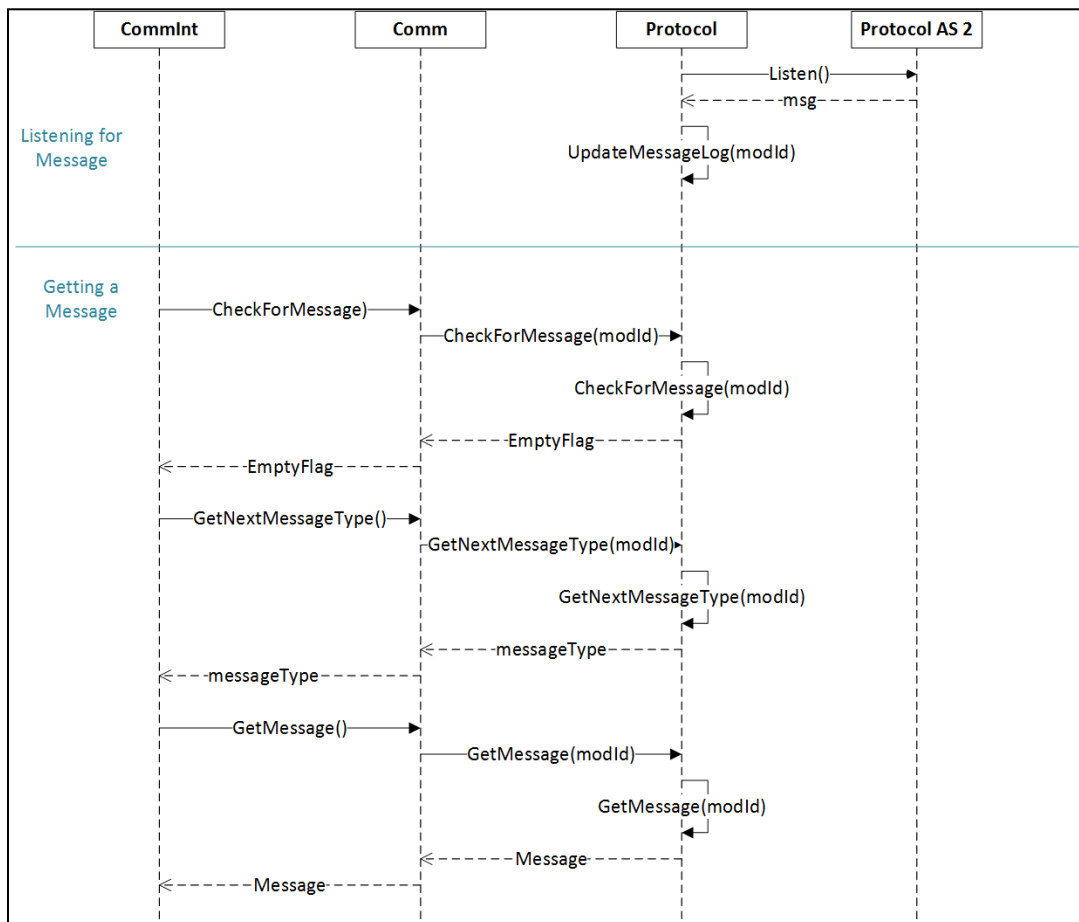 CommInt
Comm
Protocol
Protocol AS 2
Listen()
msg
Listening for
Message
UpdateMessageLog(modId)
Getting a
Message
CheckForMessage)
CheckForMessage(modId)
CheckForMessage(modId)
EmptyFlag
EmptyFlag
GetNextMessageType()
GetNextMessageType(modId)
GetNextMessageType(modId)
messageType
messageType
GetMessage()
GetMessage(modId)
GetMessage(modId)
Message
Message